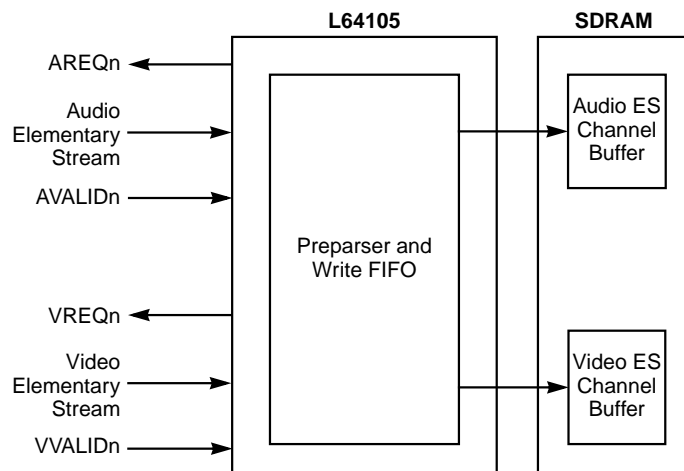 L64105
SDRAM
AREQn
Audio
Elementary
Stream
AVALIDn
VREQn
Video
Elementary
Stream
VVALIDn
Preparser and
Write FIFO
Audio ES
Channel
Buffer
Video ES
Channel
Buffer